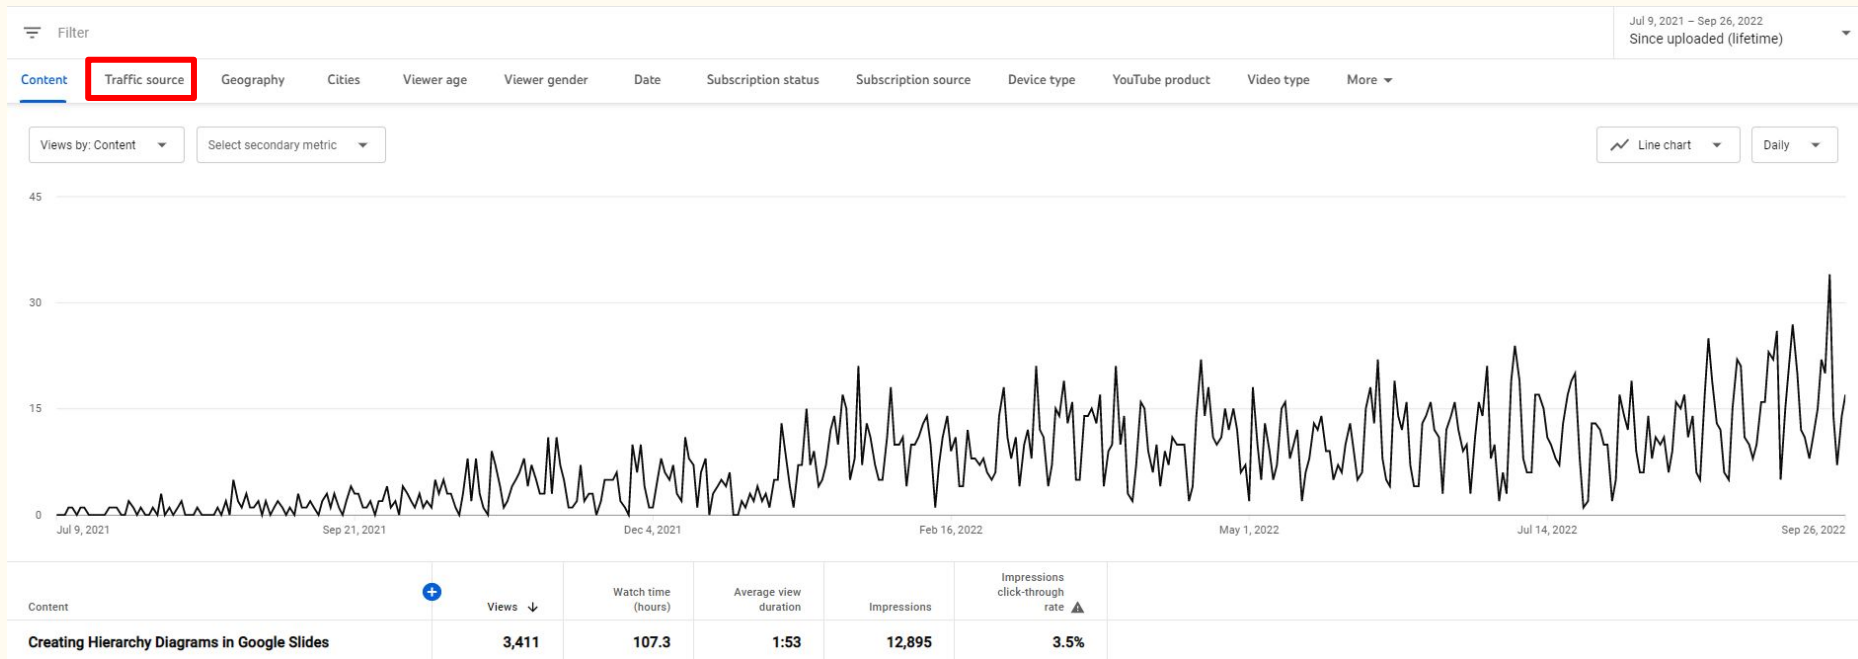 Filter
Jul 9, 2021 – Sep 26, 2022
Since uploaded (lifetime)
Content Traffic source Geography Cities Viewer age Viewer gender Date Subscription status Subscription source Device type YouTube product Video type More
Views by: Content Select secondary metric Line chart Daily
45
30
15
0
Jul 9, 2021 Sep 21, 2021 Dec 4, 2021 Feb 16, 2022 May 1, 2022 Jul 14, 2022 Sep 26, 2022
Content Views Watch time (hours) Average view duration Impressions Impressions click-through rate
Creating Hierarchy Diagrams in Google Slides 3,411 107.3 1:53 12,895 3.5%